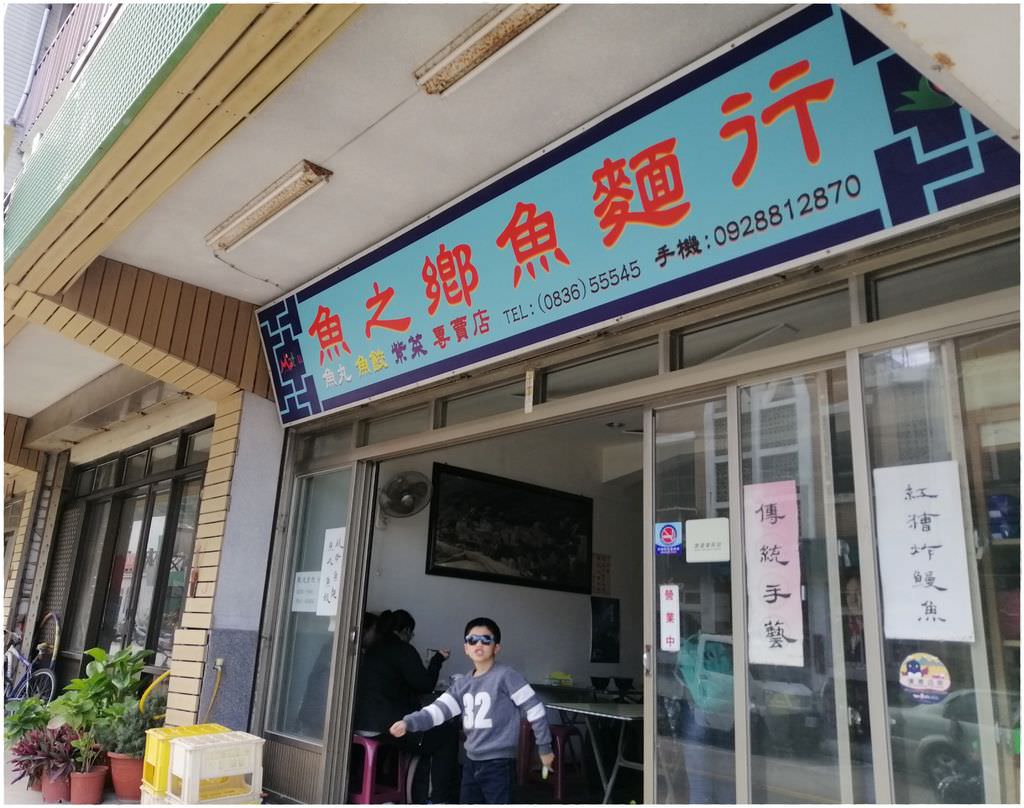 魚之鄉魚麵行
魚丸 魚餃 紫菜 專賣店 TEL:(0836)55545 手機:0928812870
營業中
傳統手藝
紅糟炸鰻魚
32